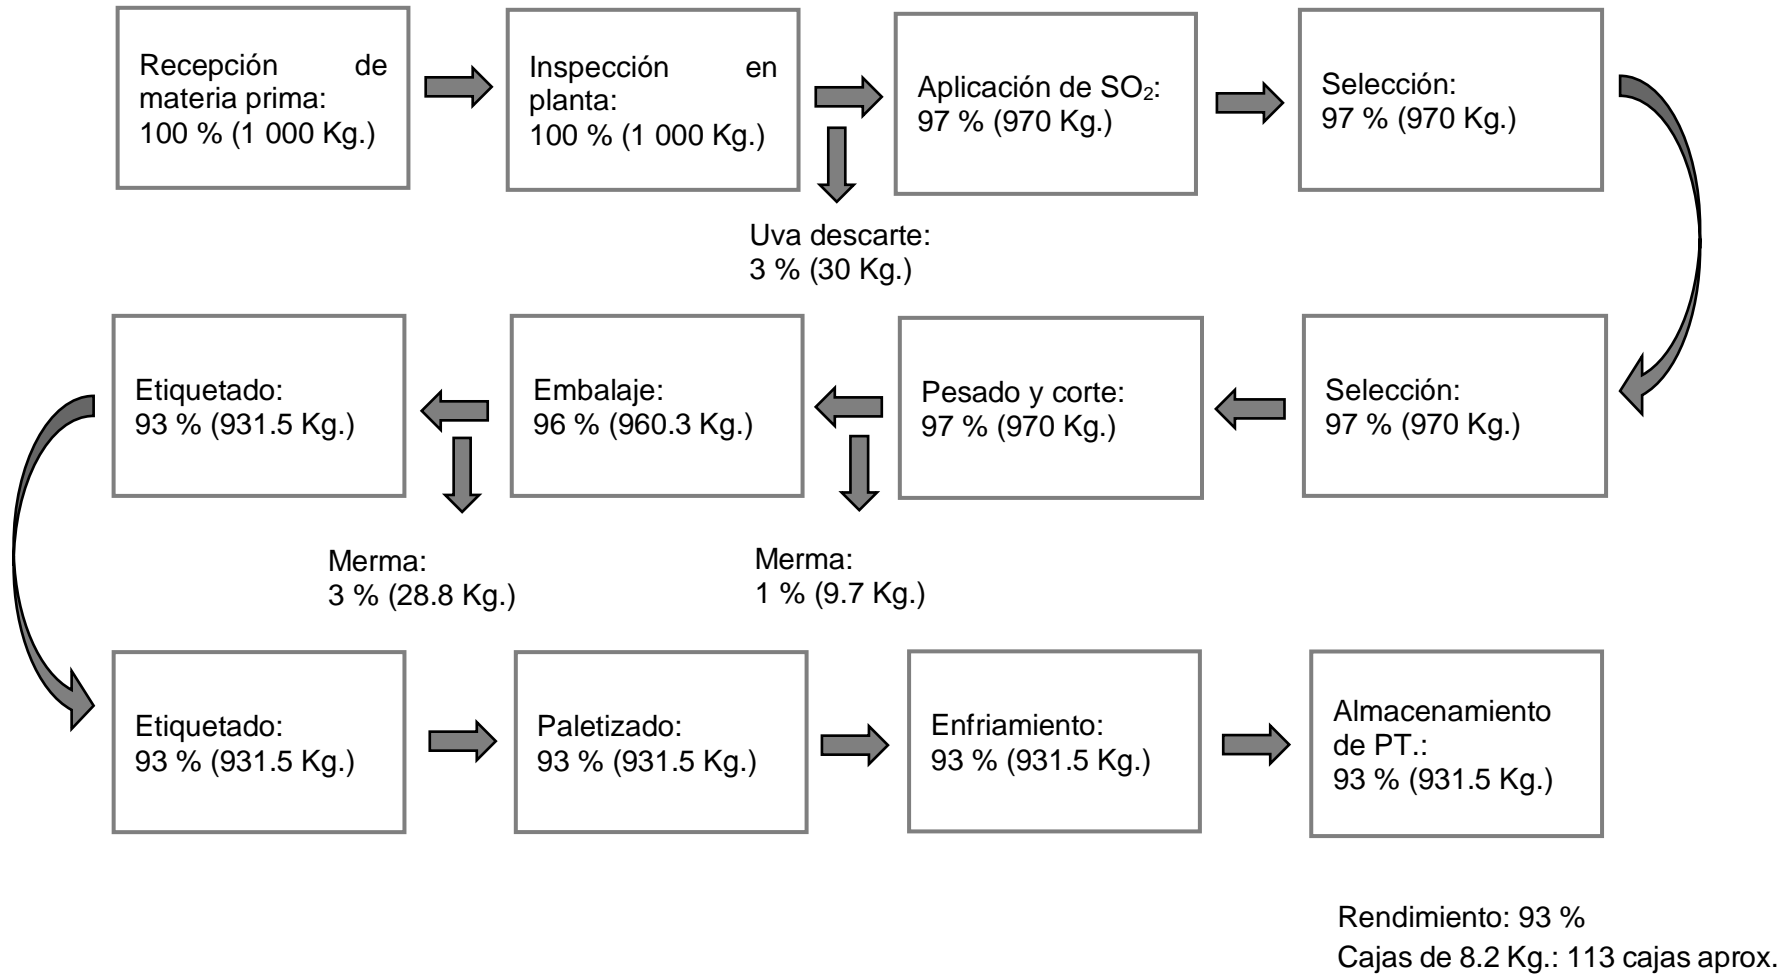 Recepción de
materia prima:
100 % (1 000 Kg.)
Inspección en
planta:
100 % (1 000 Kg.)
Aplicación de SO₂:
97 % (970 Kg.)
Selección:
97 % (970 Kg.)
Uva descarte:
3 % (30 Kg.)
Etiquetado:
93 % (931.5 Kg.)
Embalaje:
96 % (960.3 Kg.)
Pesado y corte:
97 % (970 Kg.)
Selección:
97 % (970 Kg.)
Merma:
3 % (28.8 Kg.)
Merma:
1 % (9.7 Kg.)
Etiquetado:
93 % (931.5 Kg.)
Paletizado:
93 % (931.5 Kg.)
Enfriamiento:
93 % (931.5 Kg.)
Almacenamiento
de PT.:
93 % (931.5 Kg.)
Rendimiento: 93 %
Cajas de 8.2 Kg.: 113 cajas aprox.